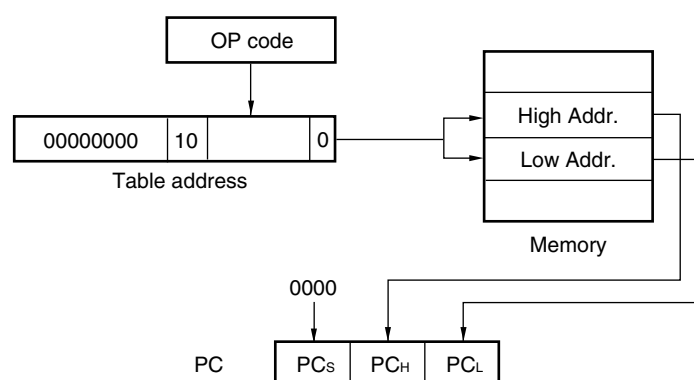 OP code
00000000 10 0
Table address
High Addr.
Low Addr.
Memory
0000
PC PCS PCH PCL